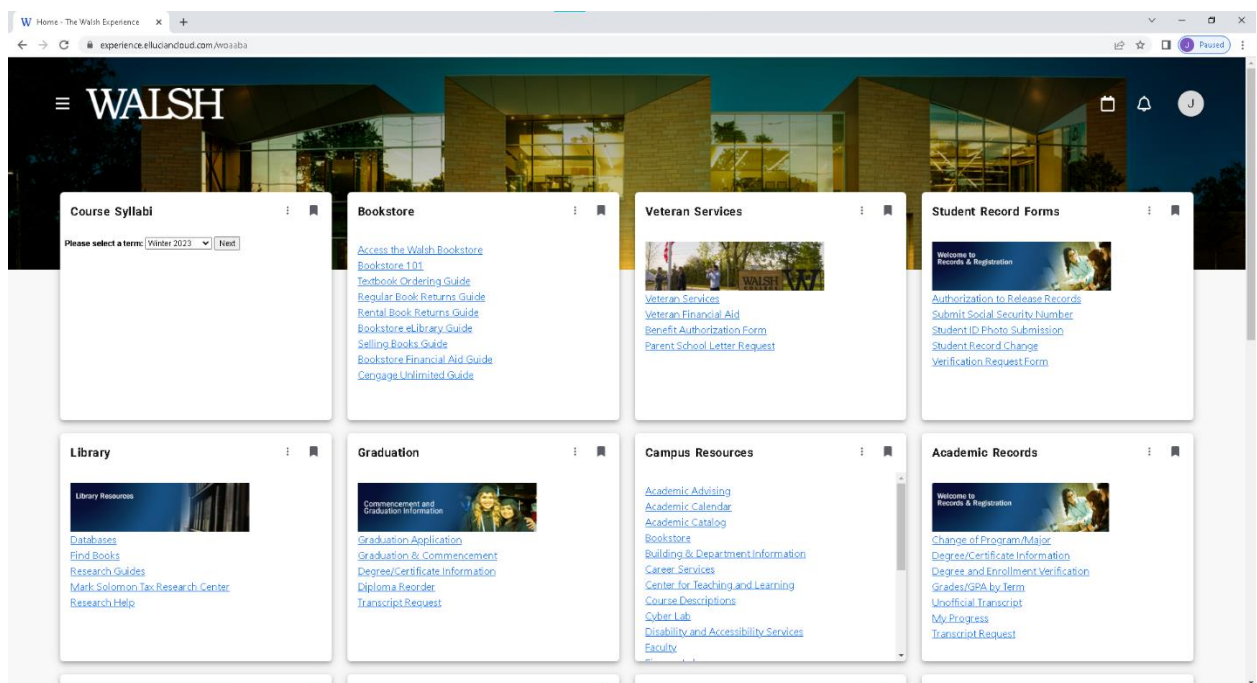 W Home - The Walsh Experience
experience.elluciancloud.com/woaaba
J Paused
WALSH
J
Course Syllabi
Please select a term: Winter 2023 Next
Bookstore
Access the Walsh Bookstore
Bookstore 101
Textbook Ordering Guide
Regular Book Returns Guide
Rental Book Returns Guide
Bookstore eLibrary Guide
Selling Books Guide
Bookstore Financial Aid Guide
Cengage Unlimited Guide
Veteran Services
WALSH W
Veteran Services
Veteran Financial Aid
Benefit Authorization Form
Parent School Letter Request
Student Record Forms
Welcome to
Records & Registration
Authorization to Release Records
Submit Social Security Number
Student ID Photo Submission
Student Record Change
Verification Request Form
Library
Library Resources
Databases
Find Books
Research Guides
Mark Solomon Tax Research Center
Research Help
Graduation
Commencement and
Graduation Information
Graduation Application
Graduation & Commencement
Degree/Certificate Information
Diploma Reorder
Transcript Request
Campus Resources
Academic Advising
Academic Calendar
Academic Catalog
Bookstore
Building & Department Information
Career Services
Center for Teaching and Learning
Course Descriptions
Cyber Lab
Disability and Accessibility Services
Faculty
Academic Records
Welcome to
Records & Registration
Change of Program/Major
Degree/Certificate Information
Degree and Enrollment Verification
Grades/GPA by Term
Unofficial Transcript
My Progress
Transcript Request